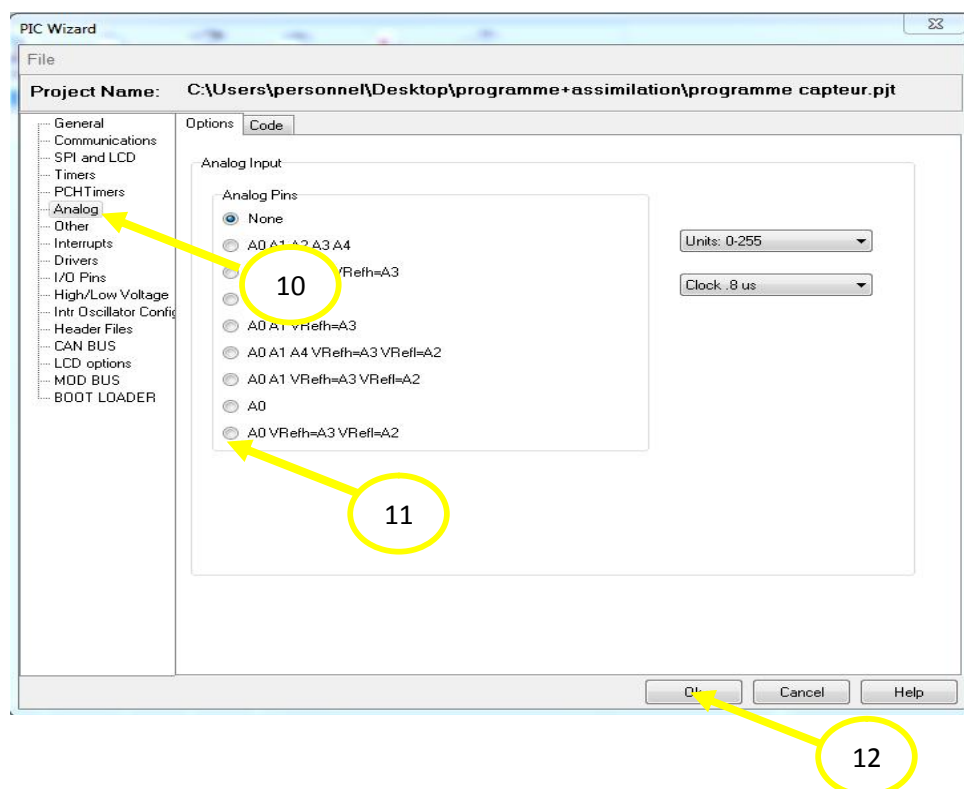 PIC Wizard
File
Project Name: C:\Users\personnel\Desktop\programme+assimilation\programme capteur.pjt
General
Communications
SPI and LCD
Timers
PCHTimers
Analog
Other
Interrupts
Drivers
I/O Pins
High/Low Voltage
Intr Oscillator Config
Header Files
CAN BUS
LCD options
MOD BUS
BOOT LOADER
Options Code
Analog Input
Analog Pins
None
A0 A1 A2 A3 A4
VRefh=A3
A0 A1 VRefh=A3
A0 A1 A4 VRefh=A3 VRefl=A2
A0 A1 VRefh=A3 VRefl=A2
A0
A0 VRefh=A3 VRefl=A2
Units: 0-255
Clock .8 us
10
11
Ok Cancel Help
12